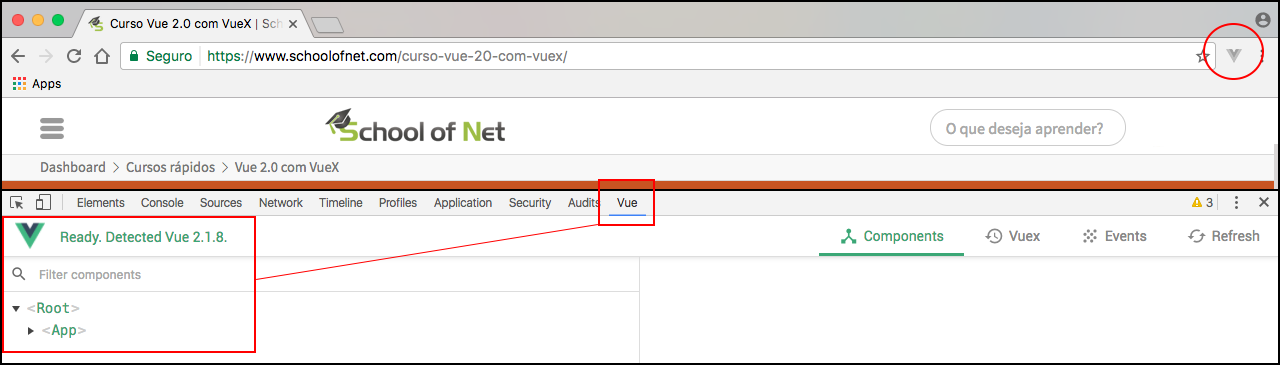 Curso Vue 2.0 com VueX | Sch
Seguro https://www.schoolofnet.com/curso-vue-20-com-vuex/
Apps
School of Net
O que deseja aprender?
Dashboard > Cursos rápidos > Vue 2.0 com VueX
Elements Console Sources Network Timeline Profiles Application Security Audits Vue 3
Ready. Detected Vue 2.1.8. Components Vuex Events Refresh
Filter components
<Root>
<App>